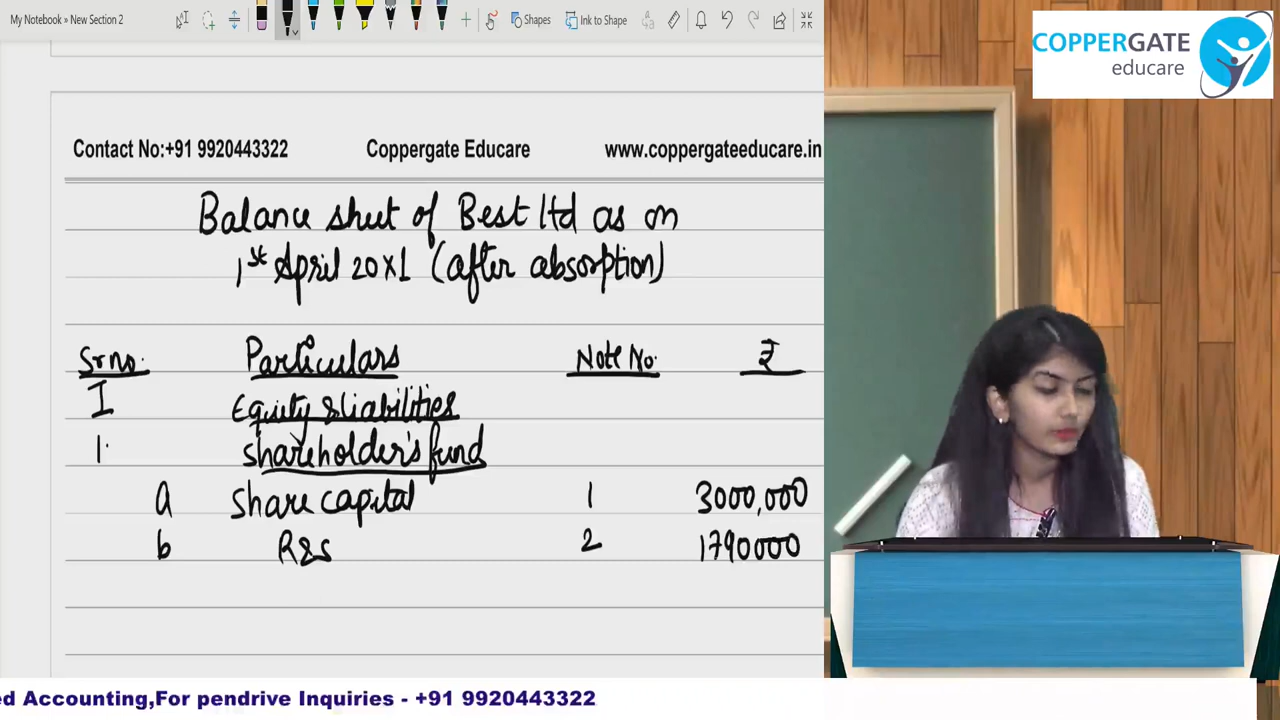 My Notebook » New Section 2
Shapes
Ink to Shape
COPPERGATE
educare
Contact No:+91 9920443322 Coppergate Educare www.coppergateeducare.in
Balance sheet of Best ltd as on
1st April 20X1 (after absorption)
Sr no. Particulars Note No. ₹
I Equity & liabilities
1. Shareholder's fund
a Share capital 1 3000,000
b R&S 2 1790000
ed Accounting,For pendrive Inquiries - +91 9920443322